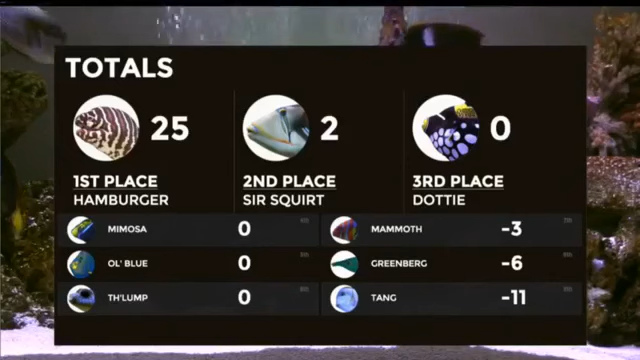 TOTALS
25
1ST PLACE
HAMBURGER
2
2ND PLACE
SIR SQUIRT
0
3RD PLACE
DOTTIE
MIMOSA 0
MAMMOTH -3
OL' BLUE 0
GREENBERG -6
TH'LUMP 0
TANG -11